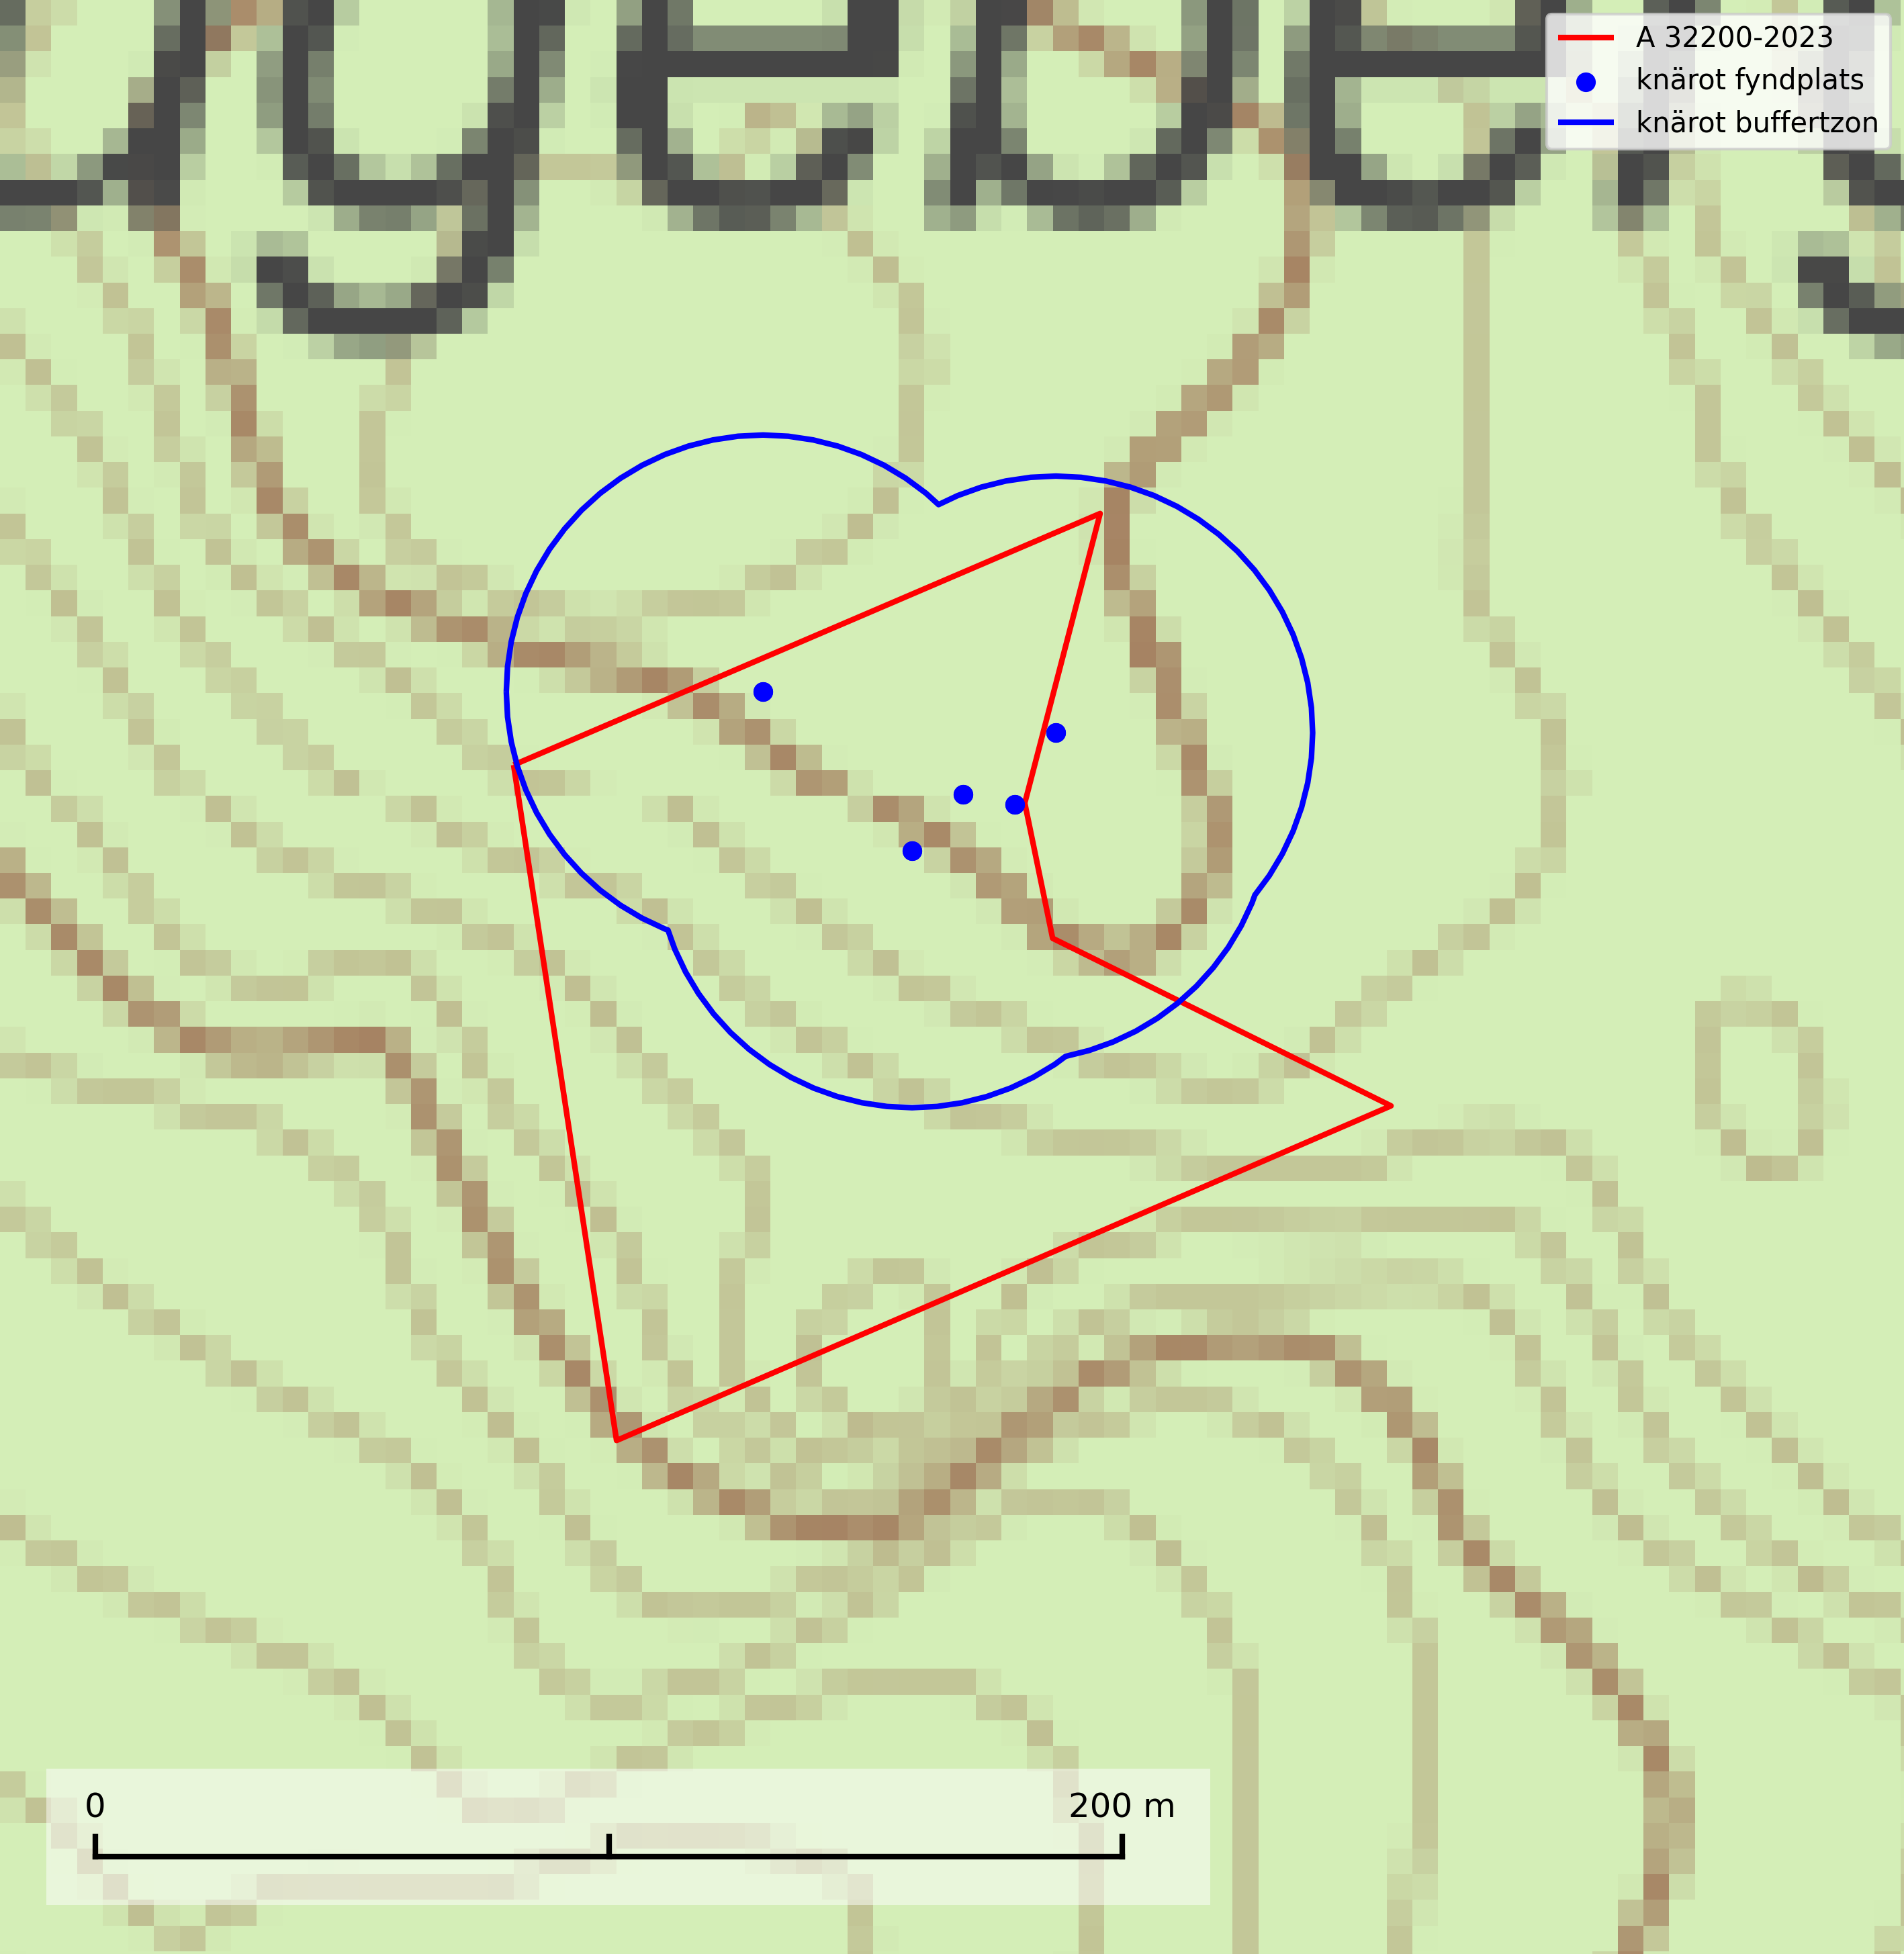 A 32200-2023
knärot fyndplats
knärot buffertzon
0
200 m